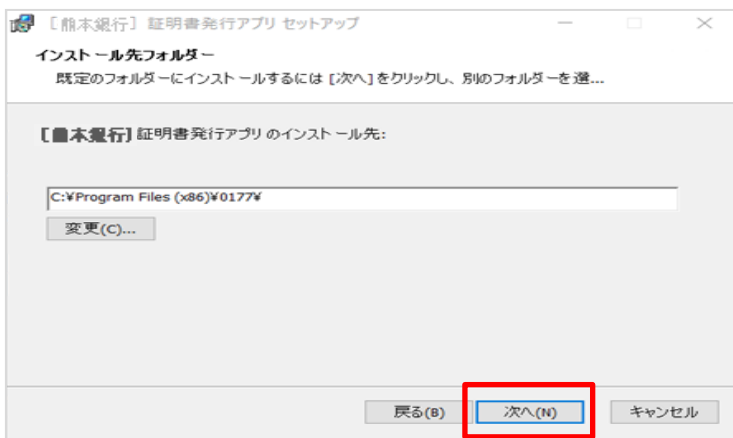 ［熊本銀行］証明書発行アプリ セットアップ
インストール先フォルダー
既定のフォルダーにインストールするには [次へ] をクリックし、別のフォルダーを選...
【熊本銀行】証明書発行アプリ のインストール先:
C:¥Program Files (x86)¥0177¥
変更(C)...
戻る(B)
次へ(N)
キャンセル